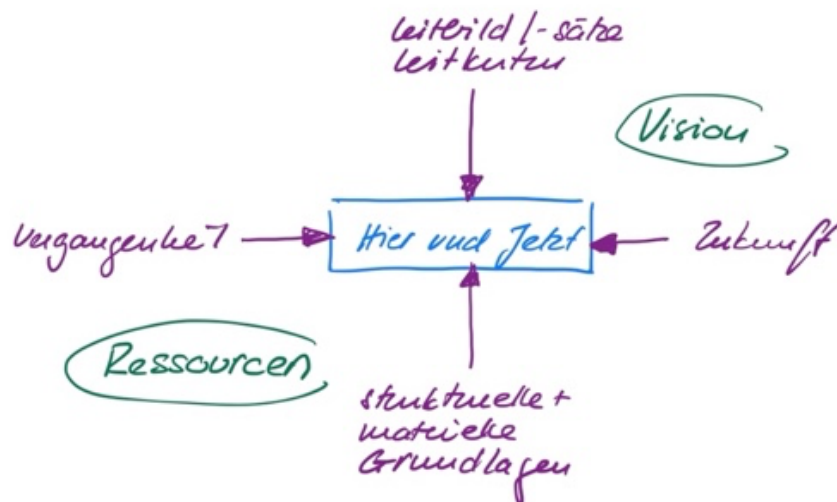 Leitbild /-sätze
Leitkultur
Vision
Vergangenheit
Hier und Jetzt
Zukunft
Ressourcen
strukturelle +
materielle
Grundlagen